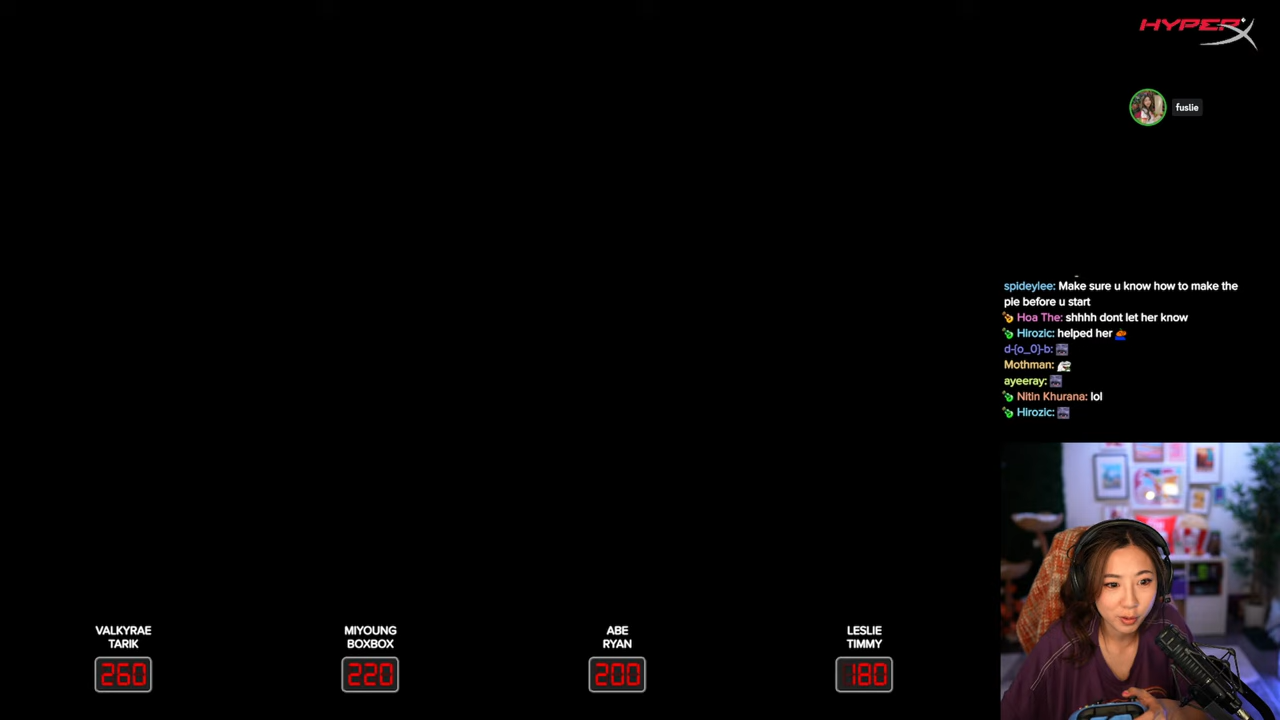 HYPERX
fuslie
spideylee: Make sure u know how to make the
pie before u start
Hoa The: shhhh dont let her know
Hirozic: helped her
d-{o_0}-b:
Mothman:
ayeeray:
Nitin Khurana: lol
Hirozic:
VALKYRAE
TARIK
260
MIYOUNG
BOXBOX
220
ABE
RYAN
200
LESLIE
TIMMY
180